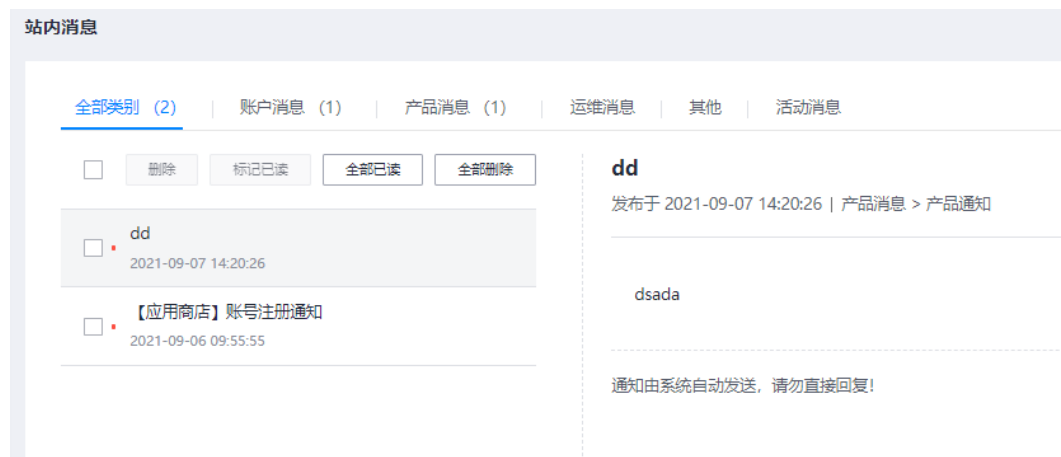 站内消息
全部类别 (2) 账户消息 (1) 产品消息 (1) 运维消息 其他 活动消息
删除 标记已读 全部已读 全部删除
dd
2021-09-07 14:20:26
【应用商店】账号注册通知
2021-09-06 09:55:55
dd
发布于 2021-09-07 14:20:26 | 产品消息 > 产品通知
dsada
通知由系统自动发送，请勿直接回复!